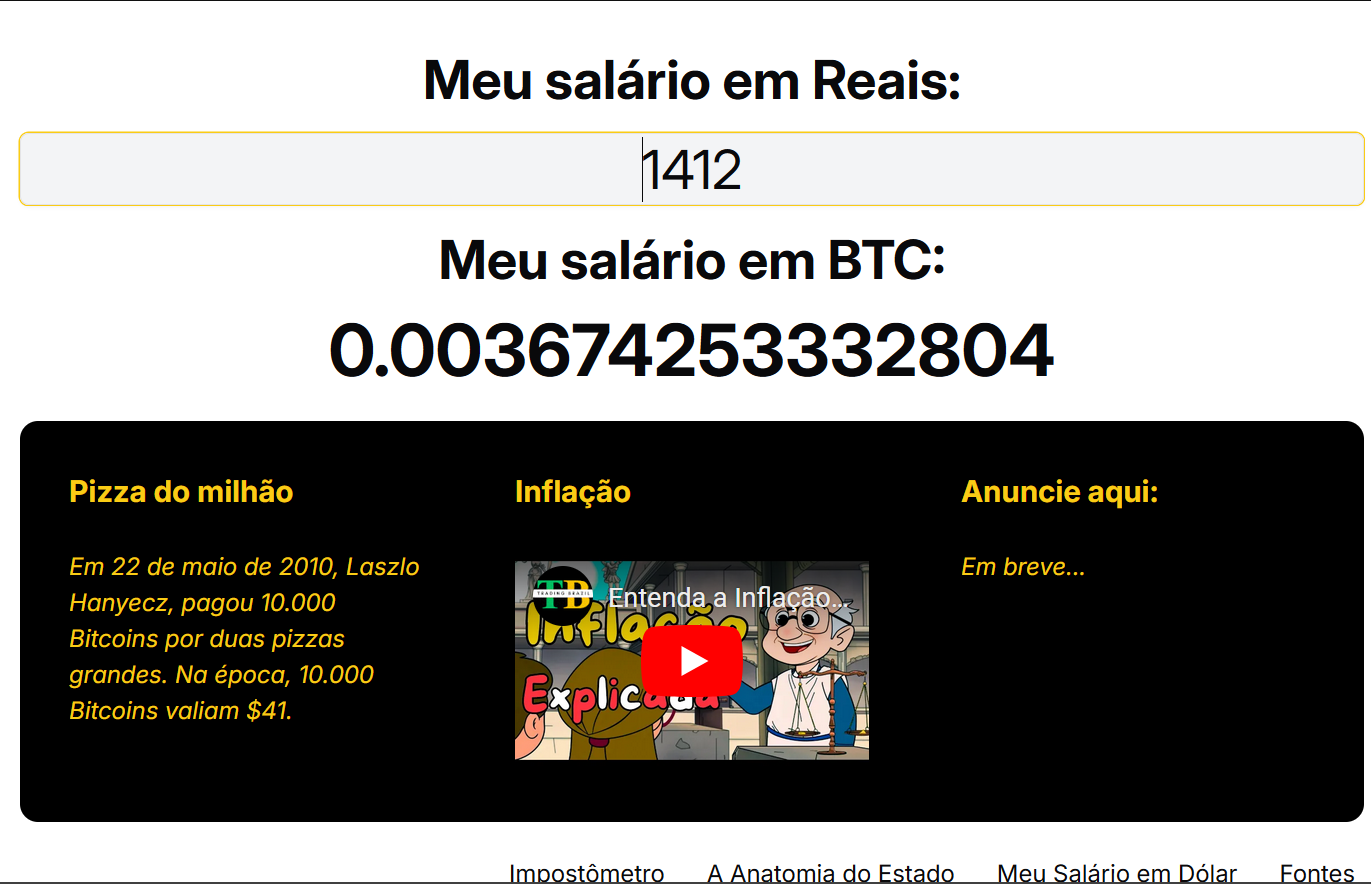 Meu salário em Reais:
1412
Meu salário em BTC:
0.003674253332804
Pizza do milhão
Em 22 de maio de 2010, Laszlo
Hanyecz, pagou 10.000
Bitcoins por duas pizzas
grandes. Na época, 10.000
Bitcoins valiam $41.
Inflação
TB
TRADING BRAZIL
Entenda a Inflação...
Inflação
Explicada
Anuncie aqui:
Em breve...
Impostômetro
A Anatomia do Estado
Meu Salário em Dólar
Fontes